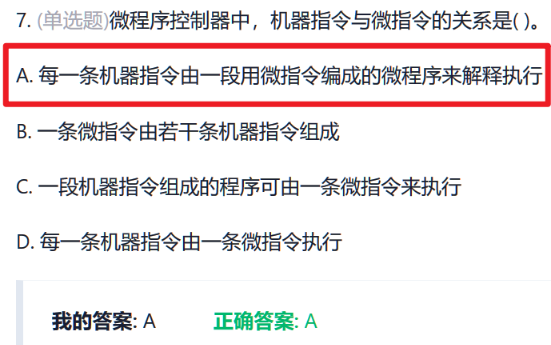 7. (单选题)微程序控制器中，机器指令与微指令的关系是( )。
A. 每一条机器指令由一段用微指令编成的微程序来解释执行
B. 一条微指令由若干条机器指令组成
C. 一段机器指令组成的程序可由一条微指令来执行
D. 每一条机器指令由一条微指令执行
我的答案: A 正确答案: A